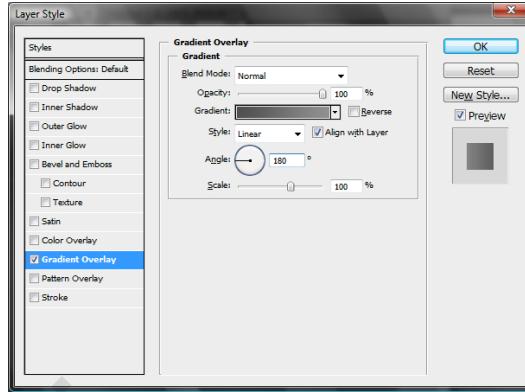 Layer Style
Styles
Blending Options: Default
Drop Shadow
Inner Shadow
Outer Glow
Inner Glow
Bevel and Emboss
Contour
Texture
Satin
Color Overlay
Gradient Overlay
Pattern Overlay
Stroke
Gradient Overlay
Gradient
Blend Mode: Normal
Opacity: 100 %
Gradient: Reverse
Style: Linear Align with Layer
Angle: 180 °
Scale: 100 %
OK
Reset
New Style...
Preview